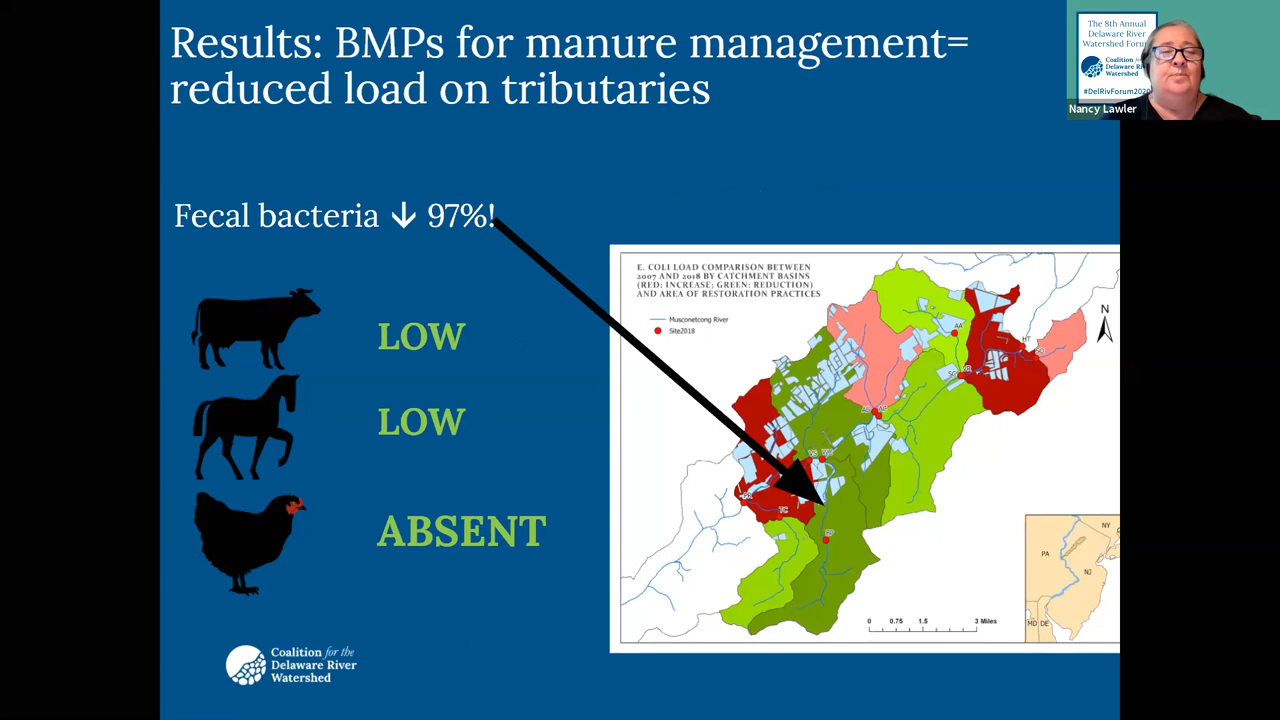 Results: BMPs for manure management=
reduced load on tributaries
The 8th Annual
Delaware River
Watershed Forum
Coalition for the
Delaware River
Watershed
#DelRivForum2020
Nancy Lawler
Fecal bacteria ↓ 97%!
LOW
LOW
ABSENT
E. COLI LOAD COMPARISON BETWEEN
2007 AND 2018 BY CATCHMENT BASINS
(RED: INCREASE; GREEN: REDUCTION)
AND AREA OF RESTORATION PRACTICES
Musconetcong River
Site2018
N
AA
HT
TC
NY
PA
NJ
MD DE
0 0.75 1.5 3 Miles
Coalition for the
Delaware River
Watershed